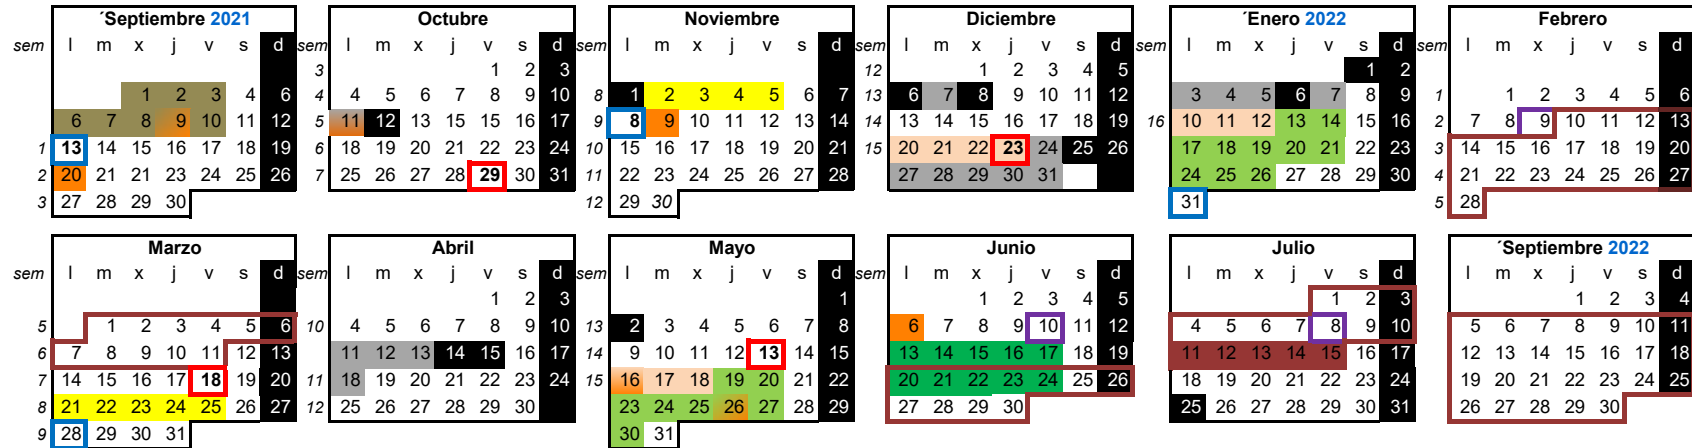 ´Septiembre 2021
sem l m x j v s d
1 2 3 4 6
6 7 8 9 10 11 12
1 13 14 15 16 17 18 19
2 20 21 21 23 24 25 26
3 27 28 29 30
Octubre
sem l m x j v s d
3 1 2 3
4 4 5 6 7 8 9 10
5 11 12 13 14 15 16 17
6 18 19 20 21 22 23 24
7 25 26 27 28 29 30 31
Noviembre
sem l m x j v s d
8 1 2 3 4 5 6 7
9 8 9 10 11 12 13 14
10 15 16 17 18 19 20 21
11 22 23 24 25 26 27 28
12 29 30
Diciembre
sem l m x j v s d
12 1 2 3 4 5
13 6 7 8 9 10 11 12
14 13 14 15 16 17 18 19
15 20 21 22 23 24 25 26
27 28 29 30 31
´Enero 2022
sem l m x j v s d
1 2
3 4 5 6 7 8 9
16 10 11 12 13 14 15 16
17 18 19 20 21 22 23
24 25 26 27 28 29 30
31
Febrero
sem l m x j v s d
1 1 2 3 4 5 6
2 7 8 9 10 11 12 13
3 14 15 16 17 18 19 20
4 21 22 23 24 25 26 27
5 28
Marzo
sem l m x j v s d
5 1 2 3 4 5 6
6 7 8 9 10 11 12 13
7 14 15 16 17 18 19 20
8 21 22 23 24 25 26 27
9 28 29 30 31
Abril
sem l m x j v s d
1 2 3
10 4 5 6 7 8 9 10
11 12 13 14 15 16 17
11 18 19 20 21 22 23 24
12 25 26 27 28 29 30
Mayo
sem l m x j v s d
1
13 2 3 4 5 6 7 8
14 9 10 11 12 13 14 15
15 16 17 18 19 20 21 22
23 24 25 26 27 28 29
30 31
Junio
sem l m x j v s d
1 2 3 4 5
6 7 8 9 10 11 12
13 14 15 16 17 18 19
20 21 22 23 24 25 26
27 28 29 30
Julio
l m x j v s d
1 2 3
4 5 6 7 8 9 10
11 12 13 14 15 16 17
18 19 20 21 22 23 24
25 26 27 28 29 30 31
´Septiembre 2022
l m x j v s d
1 2 3 4
5 6 7 8 9 10 11
12 13 14 15 16 17 18
19 20 21 22 23 24 25
26 27 28 29 30